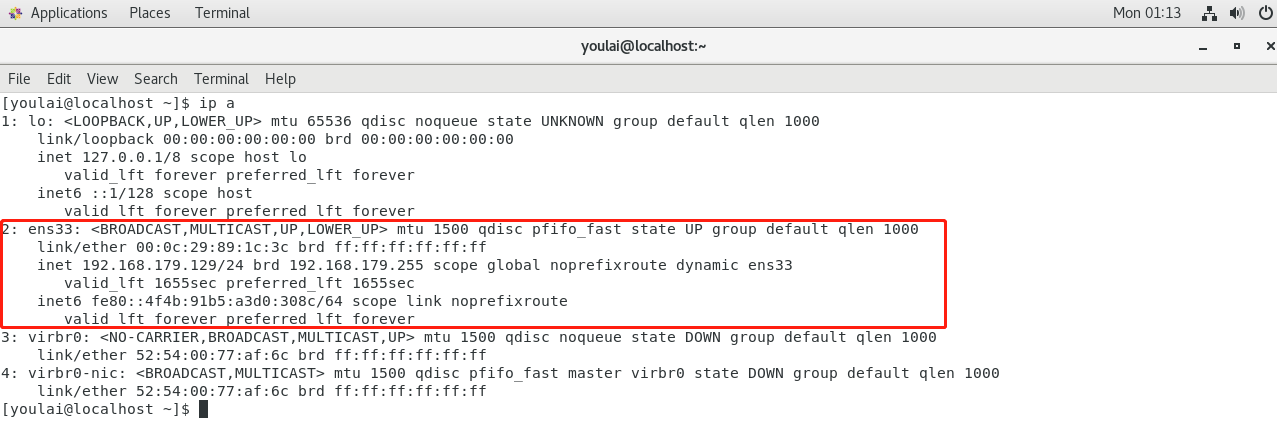 Applications Places Terminal Mon 01:13
youlai@localhost:~
File Edit View Search Terminal Help
[youlai@localhost ~]$ ip a
1: lo: <LOOPBACK,UP,LOWER_UP> mtu 65536 qdisc noqueue state UNKNOWN group default qlen 1000
    link/loopback 00:00:00:00:00:00 brd 00:00:00:00:00:00
    inet 127.0.0.1/8 scope host lo
       valid_lft forever preferred_lft forever
    inet6 ::1/128 scope host
       valid_lft forever preferred_lft forever
2: ens33: <BROADCAST,MULTICAST,UP,LOWER_UP> mtu 1500 qdisc pfifo_fast state UP group default qlen 1000
    link/ether 00:0c:29:89:1c:3c brd ff:ff:ff:ff:ff:ff
    inet 192.168.179.129/24 brd 192.168.179.255 scope global noprefixroute dynamic ens33
       valid_lft 1655sec preferred_lft 1655sec
    inet6 fe80::4f4b:91b5:a3d0:308c/64 scope link noprefixroute
       valid_lft forever preferred_lft forever
3: virbr0: <NO-CARRIER,BROADCAST,MULTICAST,UP> mtu 1500 qdisc noqueue state DOWN group default qlen 1000
    link/ether 52:54:00:77:af:6c brd ff:ff:ff:ff:ff:ff
4: virbr0-nic: <BROADCAST,MULTICAST> mtu 1500 qdisc pfifo_fast master virbr0 state DOWN group default qlen 1000
    link/ether 52:54:00:77:af:6c brd ff:ff:ff:ff:ff:ff
[youlai@localhost ~]$